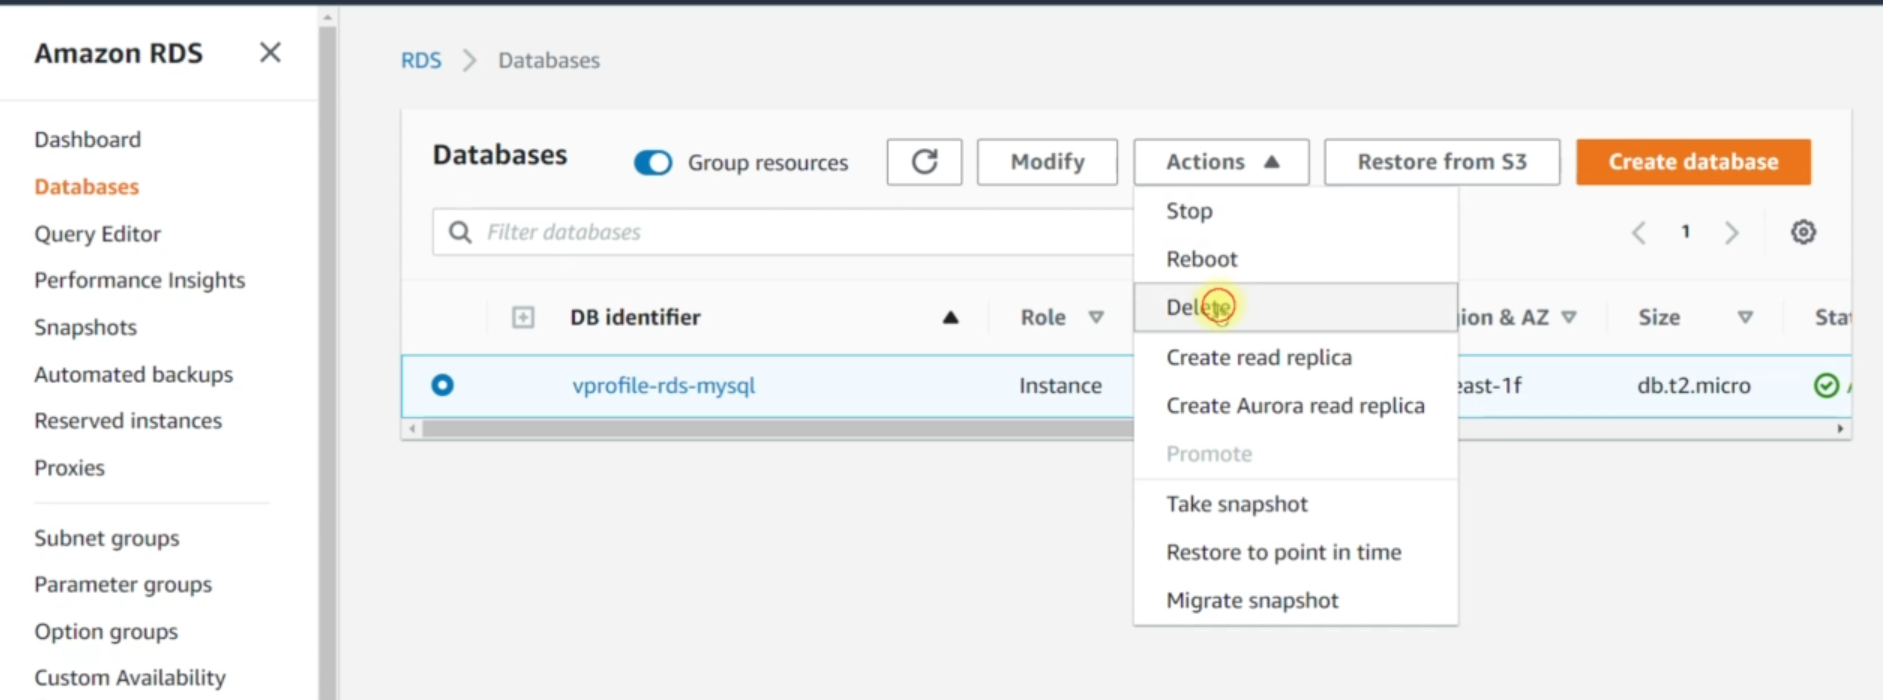 Amazon RDS
Dashboard
Databases
Query Editor
Performance Insights
Snapshots
Automated backups
Reserved instances
Proxies
Subnet groups
Parameter groups
Option groups
Custom Availability
RDS > Databases
Databases Group resources Modify Actions Restore from S3 Create database
Filter databases 1
DB identifier Role ion & AZ Size Sta
vprofile-rds-mysql Instance east-1f db.t2.micro
Stop
Reboot
Delete
Create read replica
Create Aurora read replica
Promote
Take snapshot
Restore to point in time
Migrate snapshot